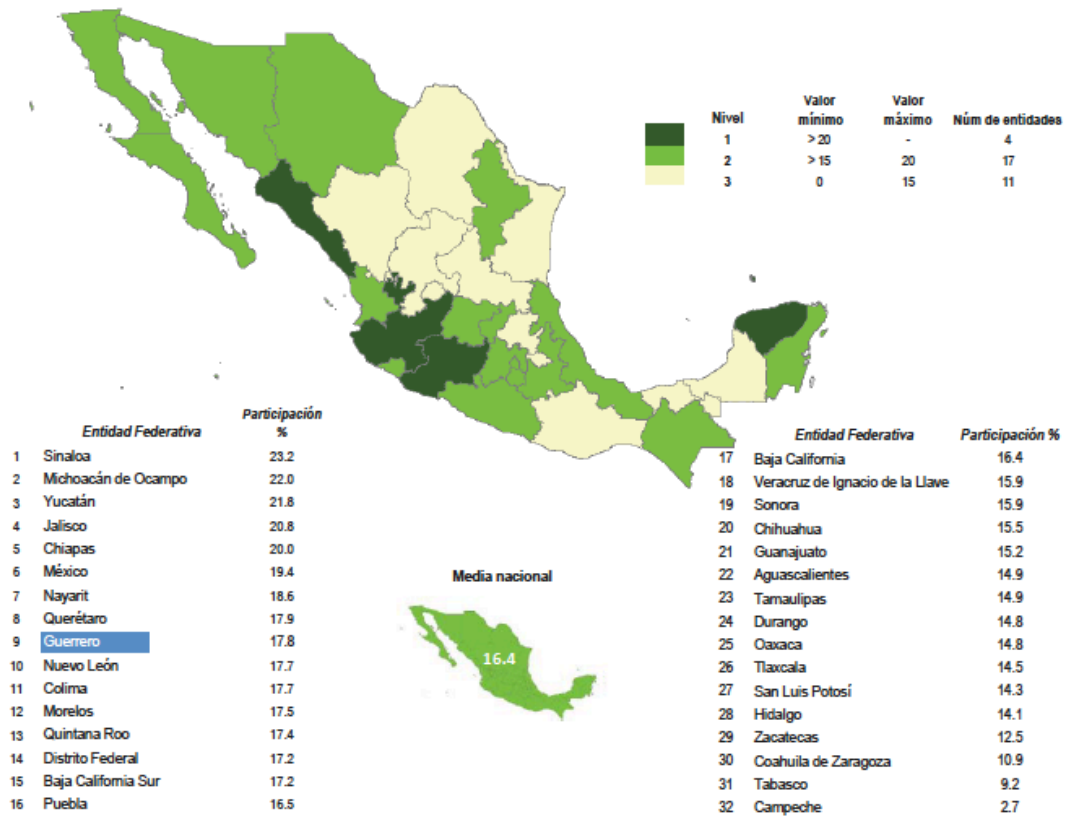 Nivel Valor mínimo Valor máximo Núm de entidades
1 > 20 - 4
2 > 15 20 17
3 0 15 11
Entidad Federativa Participación %
1 Sinaloa 23.2
2 Michoacán de Ocampo 22.0
3 Yucatán 21.8
4 Jalisco 20.8
5 Chiapas 20.0
6 México 19.4
7 Nayarit 18.6
8 Querétaro 17.9
9 Guerrero 17.8
10 Nuevo León 17.7
11 Colima 17.7
12 Morelos 17.5
13 Quintana Roo 17.4
14 Distrito Federal 17.2
15 Baja California Sur 17.2
16 Puebla 16.5
Media nacional
16.4
Entidad Federativa Participación %
17 Baja California 16.4
18 Veracruz de Ignacio de la Llave 15.9
19 Sonora 15.9
20 Chihuahua 15.5
21 Guanajuato 15.2
22 Aguascalientes 14.9
23 Tamaulipas 14.9
24 Durango 14.8
25 Oaxaca 14.8
26 Tlaxcala 14.5
27 San Luis Potosí 14.3
28 Hidalgo 14.1
29 Zacatecas 12.5
30 Coahuila de Zaragoza 10.9
31 Tabasco 9.2
32 Campeche 2.7